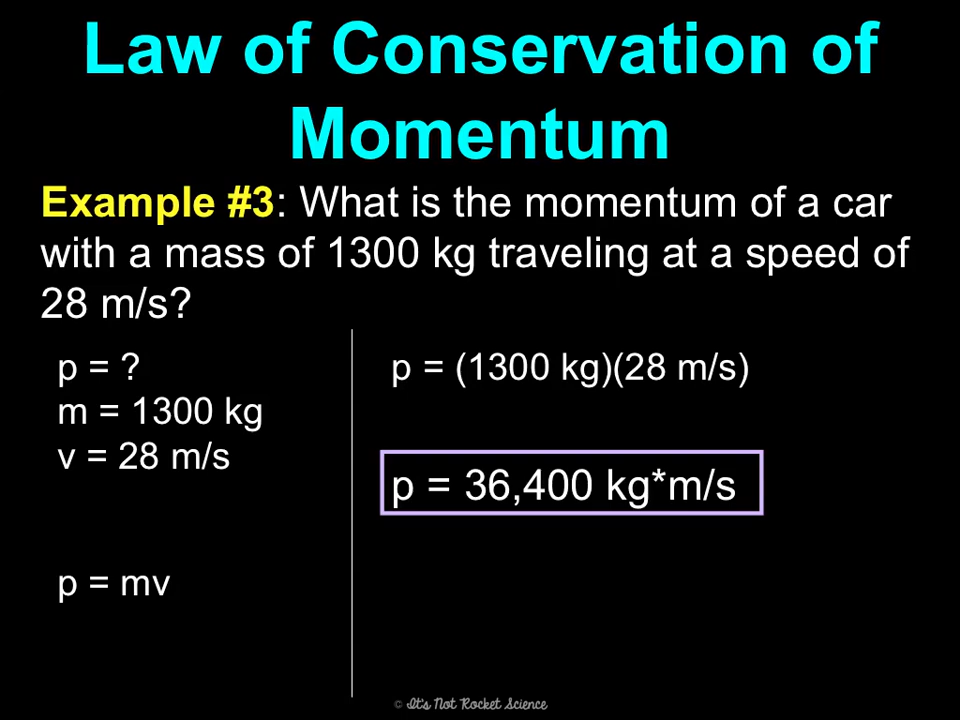 Law of Conservation of
Momentum
Example #3: What is the momentum of a car
with a mass of 1300 kg traveling at a speed of
28 m/s?
p = ?
m = 1300 kg
v = 28 m/s
p = mv
p = (1300 kg)(28 m/s)
p = 36,400 kg*m/s
© It's Not Rocket Science